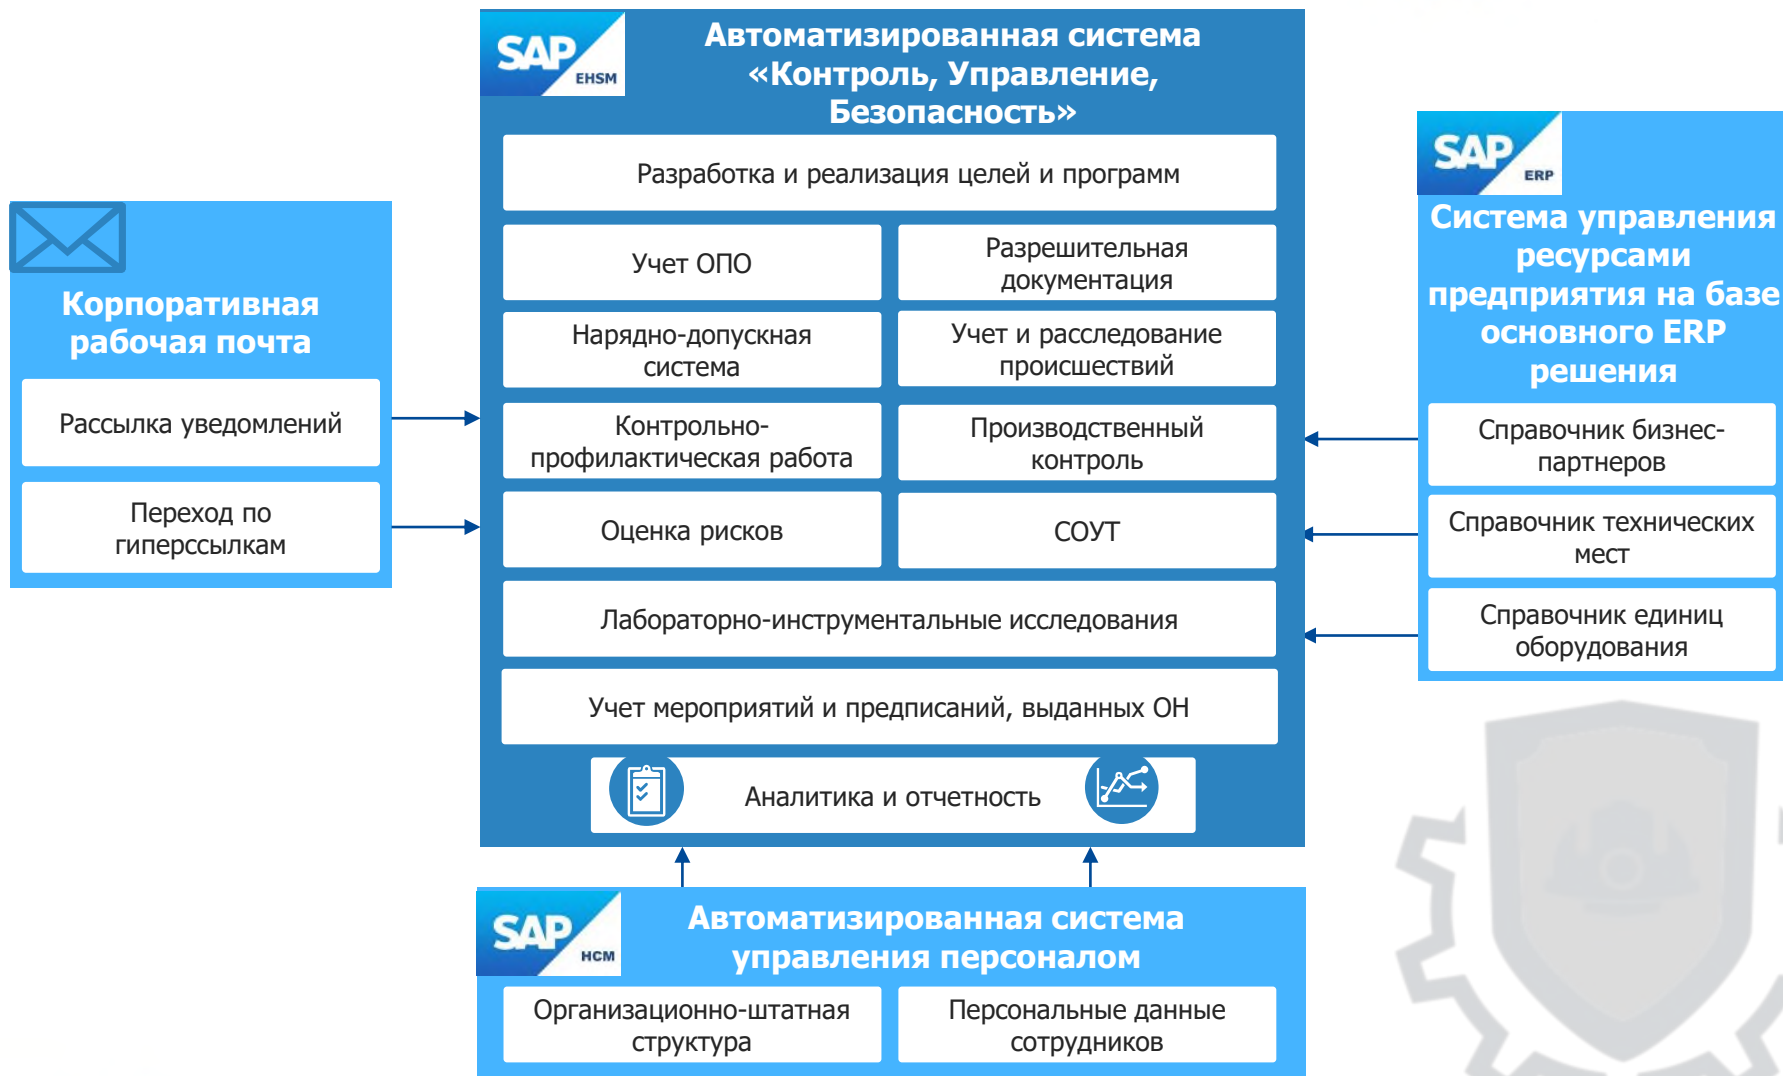 SAP
EHSM
Автоматизированная система
«Контроль, Управление,
Безопасность»
Разработка и реализация целей и программ
Учет ОПО
Разрешительная
документация
Нарядно-допускная
система
Учет и расследование
происшествий
Контрольно-
профилактическая работа
Производственный
контроль
Оценка рисков
СОУТ
Лабораторно-инструментальные исследования
Учет мероприятий и предписаний, выданных ОН
Аналитика и отчетность
Корпоративная
рабочая почта
Рассылка уведомлений
Переход по
гиперссылкам
SAP
ERP
Система управления
ресурсами
предприятия на базе
основного ERP
решения
Справочник бизнес-
партнеров
Справочник технических
мест
Справочник единиц
оборудования
SAP
HCM
Автоматизированная система
управления персоналом
Организационно-штатная
структура
Персональные данные
сотрудников